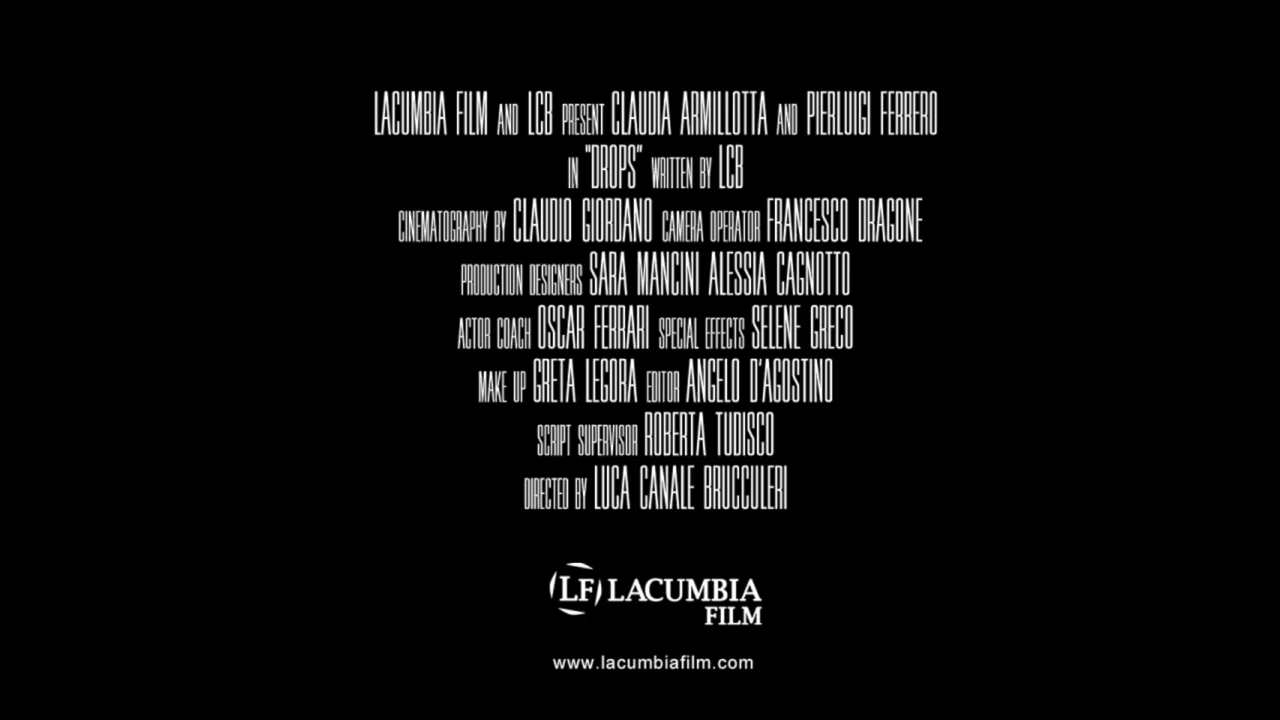 LACUMBIA FILM AND LCB PRESENT CLAUDIA ARMILLOTTA AND PIERLUIGI FERRERO
IN "DROPS" WRITTEN BY LCB
CINEMATOGRAPHY BY CLAUDIO GIORDANO CAMERA OPERATOR FRANCESCO DRAGONE
PRODUCTION DESIGNERS SARA MANCINI ALESSIA CAGNOTTO
ACTOR COACH OSCAR FERRARI SPECIAL EFFECTS SELENE GRECO
MAKE UP GRETA LEGORA EDITOR ANGELO D'AGOSTINO
SCRIPT SUPERVISOR ROBERTA TUDISCO
DIRECTED BY LUCA CANALE BRUCCULERI
LF LACUMBIA
FILM
www.lacumbiafilm.com